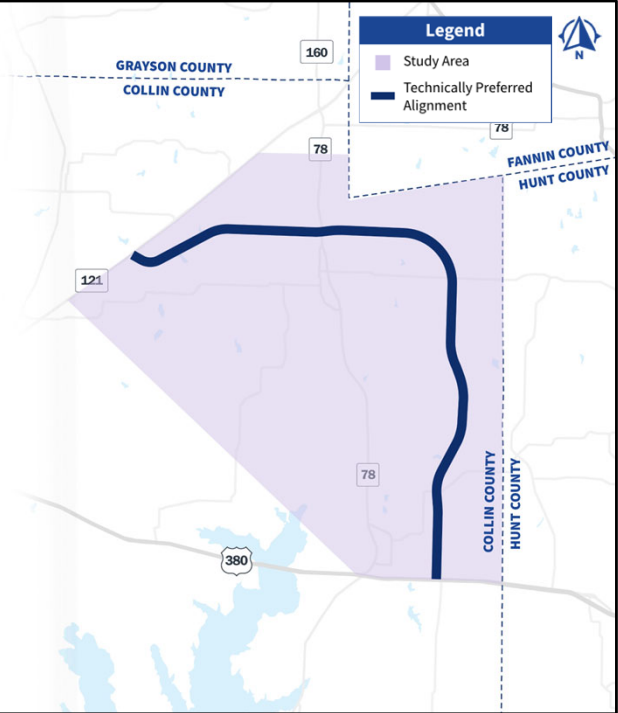 Legend
Study Area
Technically Preferred
Alignment
N
160
GRAYSON COUNTY
COLLIN COUNTY
78
78
FANNIN COUNTY
HUNT COUNTY
121
78
COLLIN COUNTY
HUNT COUNTY
380